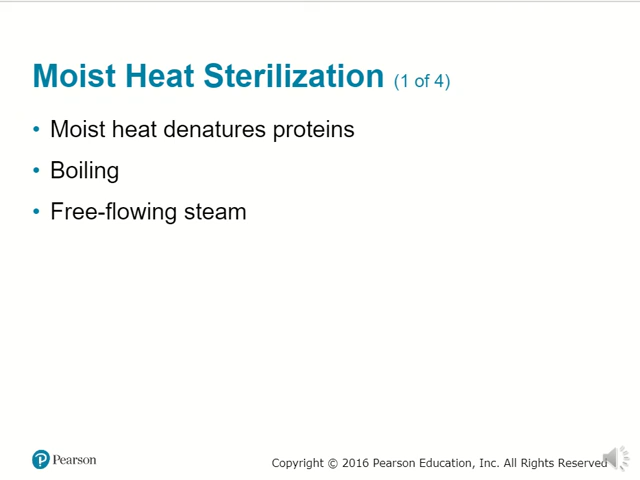 Moist Heat Sterilization (1 of 4)
• Moist heat denatures proteins
• Boiling
• Free-flowing steam
Pearson
Copyright © 2016 Pearson Education, Inc. All Rights Reserved